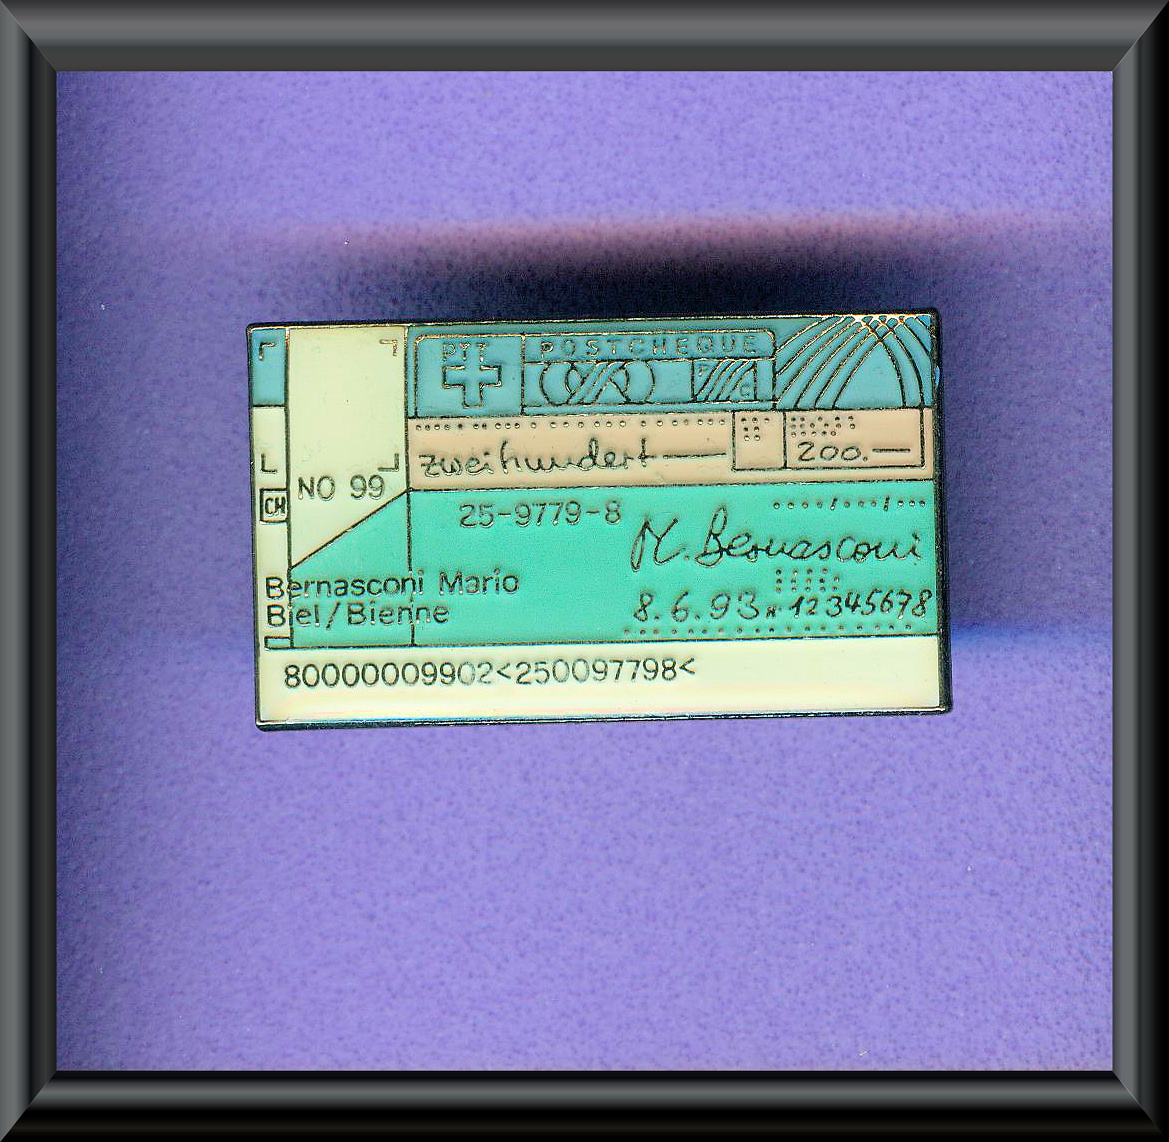 PTT
POSTCHEQUE
zweihundert — 200.—
CH
NO 99
25-9779-8
M. Bernasconi
Bernasconi Mario
Biel/Bienne
8.6.93 N 12345678
80000009902<250097798<